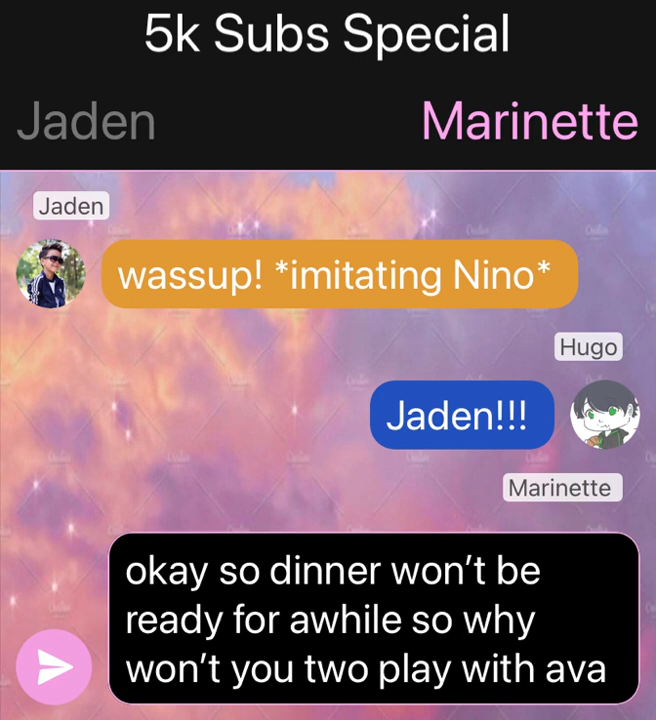 5k Subs Special
Jaden
Marinette
Jaden
wassup! *imitating Nino*
Hugo
Jaden!!!
Marinette
okay so dinner won’t be
ready for awhile so why
won’t you two play with ava